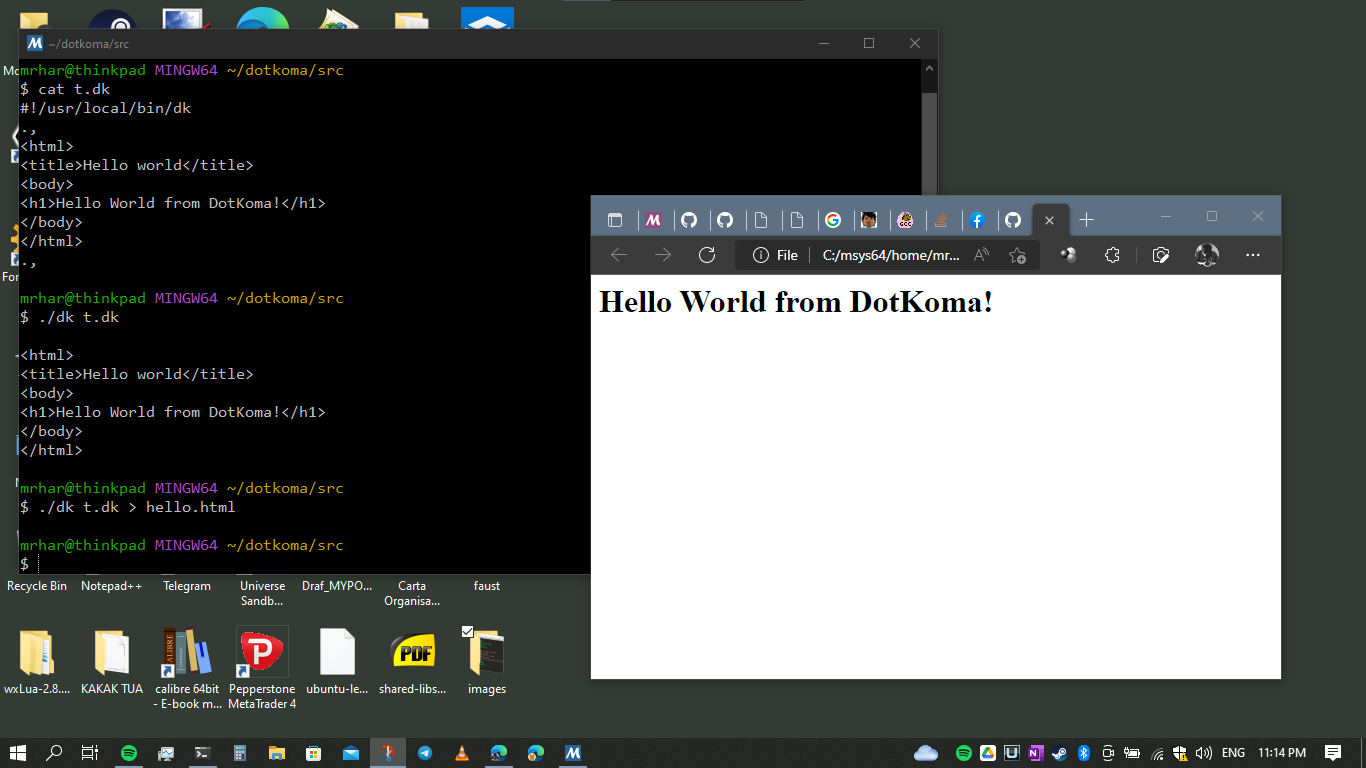 ~/dotkoma/src
mrhar@thinkpad MINGW64 ~/dotkoma/src
$ cat t.dk
#!/usr/local/bin/dk
.,
<html>
<title>Hello world</title>
<body>
<h1>Hello World from DotKoma!</h1>
</body>
</html>
.,
mrhar@thinkpad MINGW64 ~/dotkoma/src
$ ./dk t.dk
<html>
<title>Hello world</title>
<body>
<h1>Hello World from DotKoma!</h1>
</body>
</html>
mrhar@thinkpad MINGW64 ~/dotkoma/src
$ ./dk t.dk > hello.html
mrhar@thinkpad MINGW64 ~/dotkoma/src
$
File C:/msys64/home/mr...
Hello World from DotKoma!
Recycle Bin Notepad++ Telegram Universe Sandb... Draf_MYPO... Carta Organisa... faust
wxLua-2.8.... KAKAK TUA calibre 64bit - E-book m... Pepperstone MetaTrader 4 ubuntu-le... shared-libs... images
PDF
ENG 11:14 PM